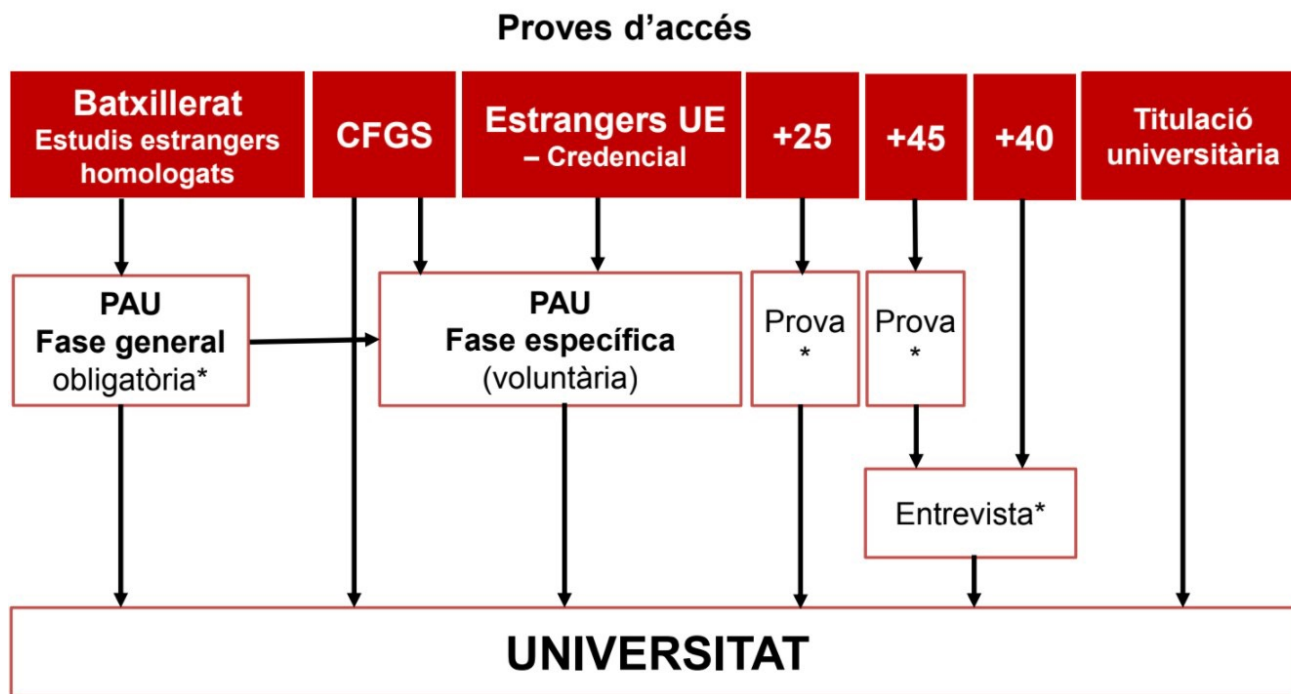 Proves d’accés
Batxillerat
Estudis estrangers
homologats
CFGS
Estrangers UE
– Credencial
+25
+45
+40
Titulació
universitària
PAU
Fase general
obligatòria*
PAU
Fase específica
(voluntària)
Prova
*
Prova
*
Entrevista*
UNIVERSITAT